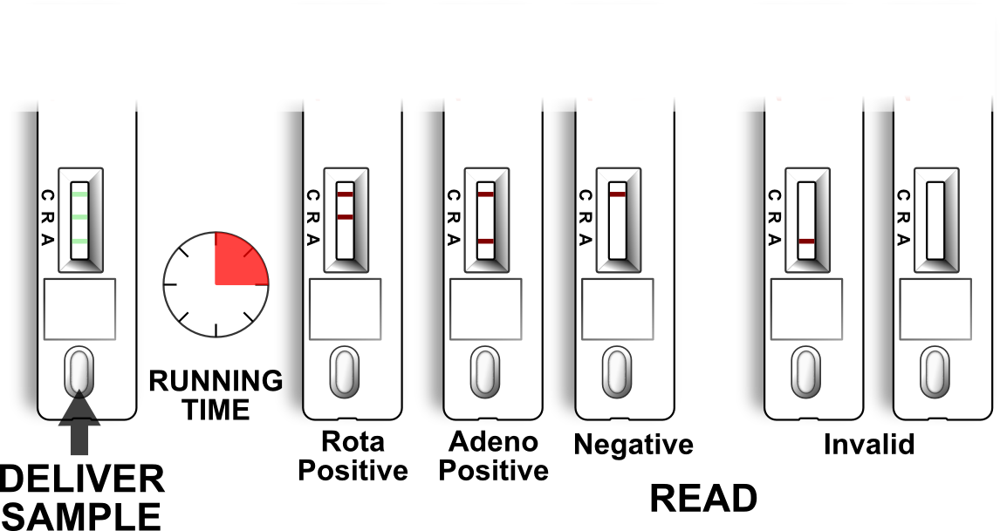 C R A
C R A
C R A
C R A
C R A
C R A
RUNNING
TIME
Rota
Positive
Adeno
Positive
Negative
Invalid
DELIVER
SAMPLE
READ